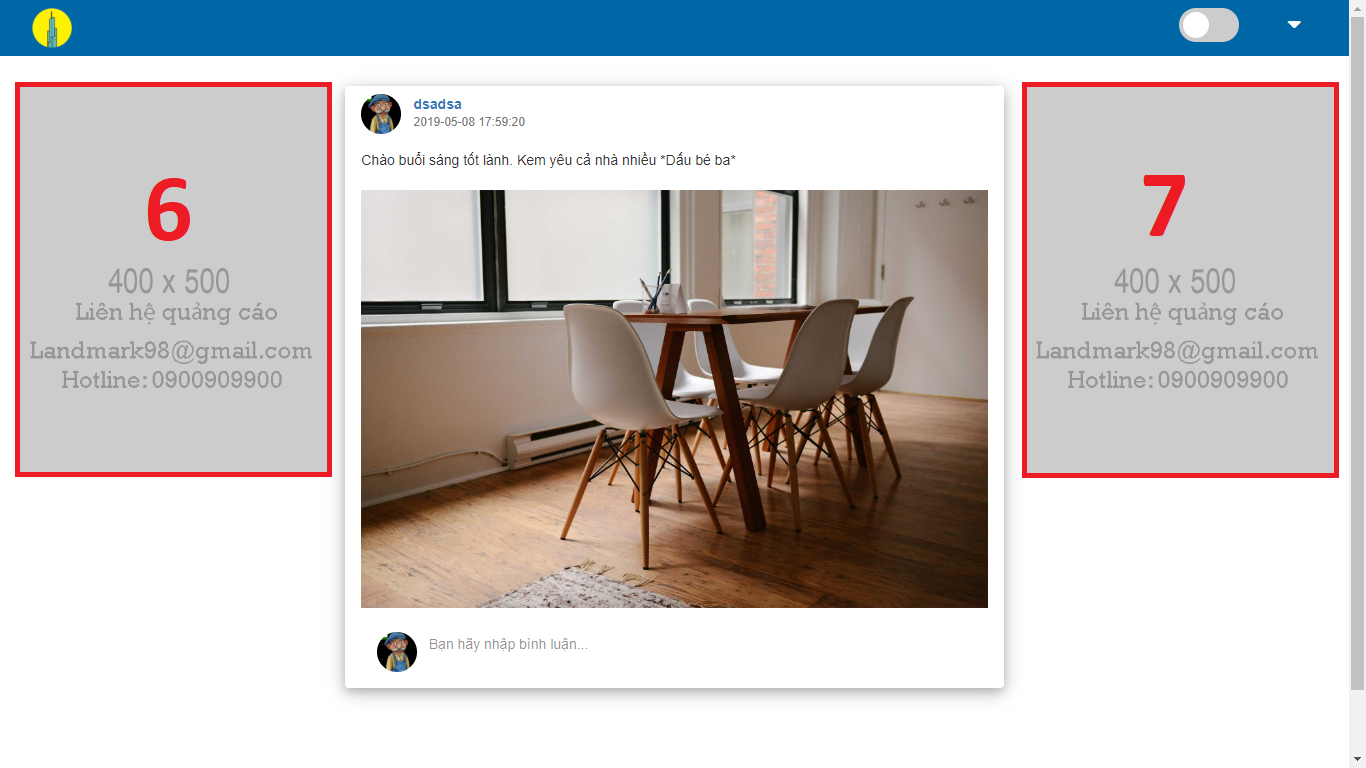 6
400 x 500
Liên hệ quảng cáo
Landmark98@gmail.com
Hotline: 0900909900
dsadsa
2019-05-08 17:59:20
Chào buổi sáng tốt lành. Kem yêu cả nhà nhiều *Dấu bé ba*
Bạn hãy nhập bình luận...
7
400 x 500
Liên hệ quảng cáo
Landmark98@gmail.com
Hotline: 0900909900